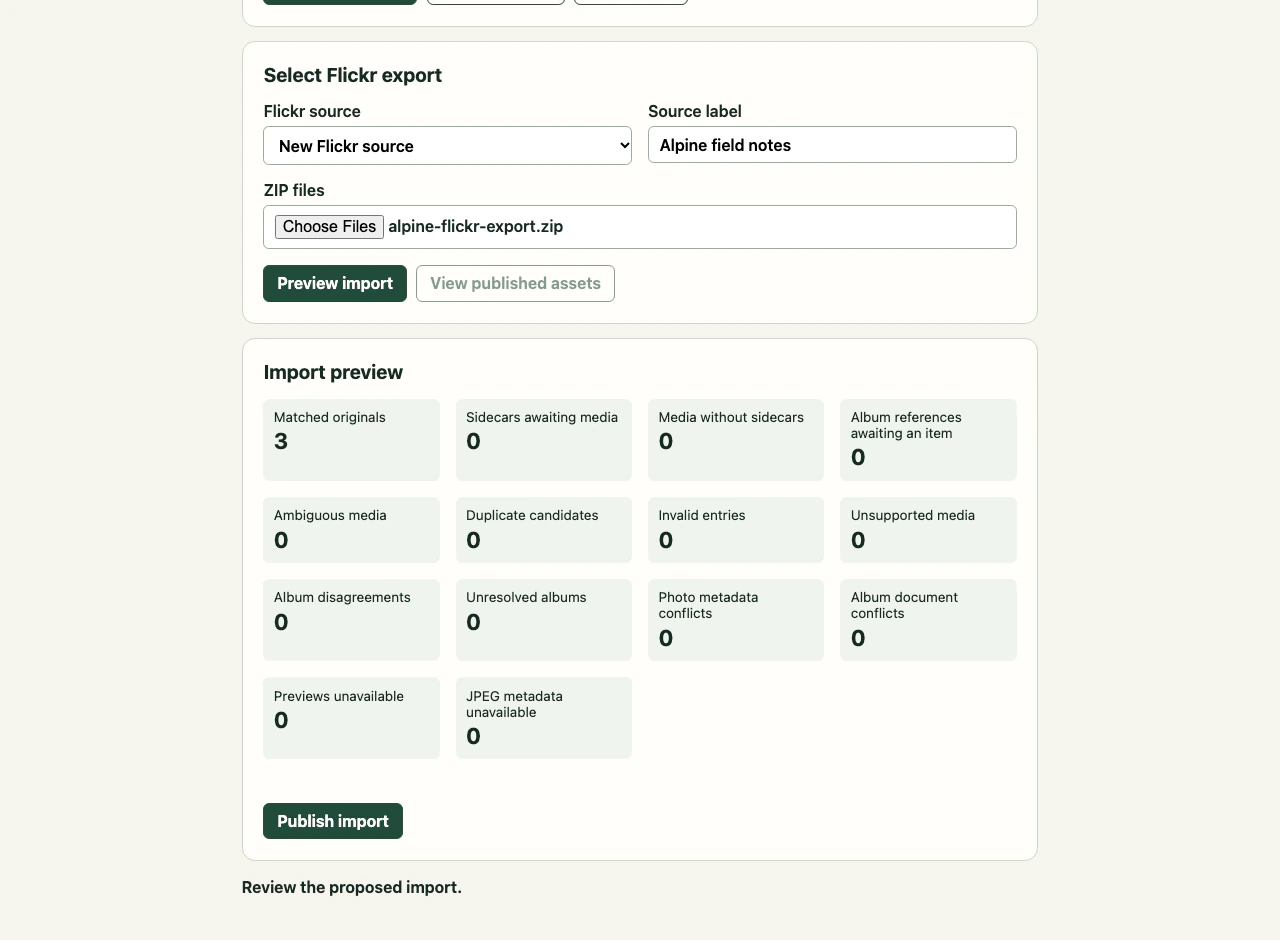 Select Flickr export
Flickr source
Source label
New Flickr source
Alpine field notes
ZIP files
Choose Files alpine-flickr-export.zip
Preview import
View published assets
Import preview
Matched originals
3
Sidecars awaiting media
0
Media without sidecars
0
Album references
awaiting an item
0
Ambiguous media
0
Duplicate candidates
0
Invalid entries
0
Unsupported media
0
Album disagreements
0
Unresolved albums
0
Photo metadata
conflicts
0
Album document
conflicts
0
Previews unavailable
0
JPEG metadata
unavailable
0
Publish import
Review the proposed import.